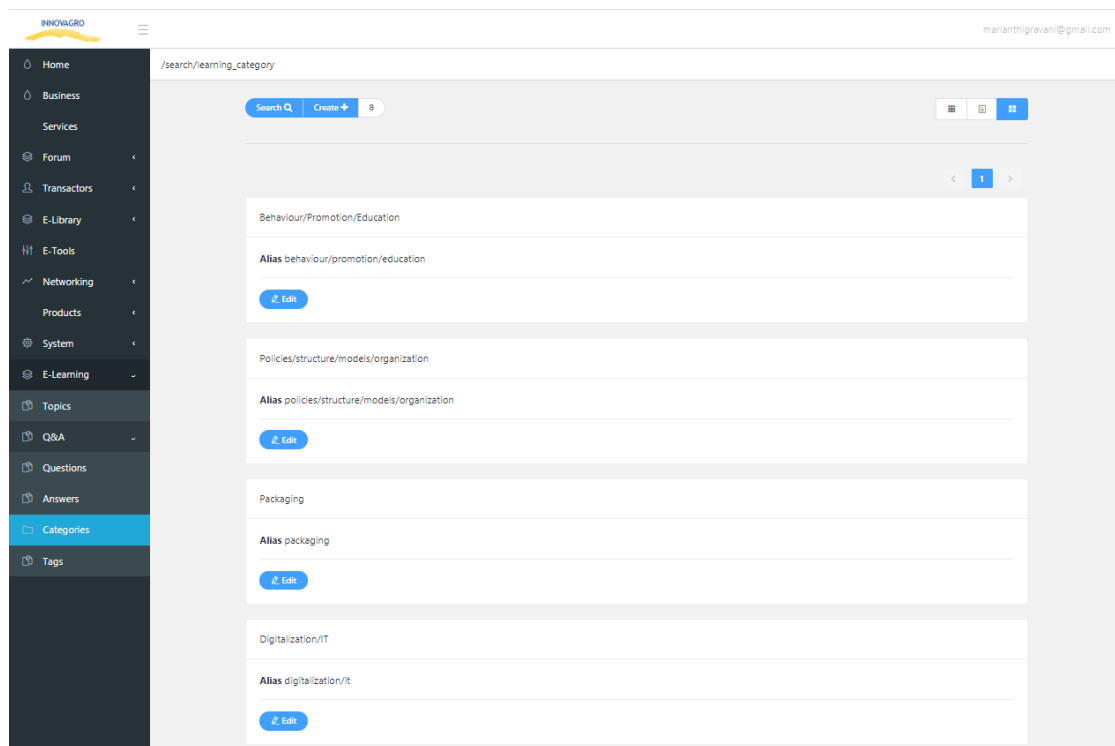 INNOVAGRO
marianthigravani@gmail.com
Home
Business
Services
Forum
Transactors
E-Library
E-Tools
Networking
Products
System
E-Learning
Topics
Q&A
Questions
Answers
Categories
Tags
/search/learning_category
Search Create + 8
1
Behaviour/Promotion/Education
Alias behaviour/promotion/education
Edit
Policies/structure/models/organization
Alias policies/structure/models/organization
Edit
Packaging
Alias packaging
Edit
Digitalization/IT
Alias digitalization/it
Edit